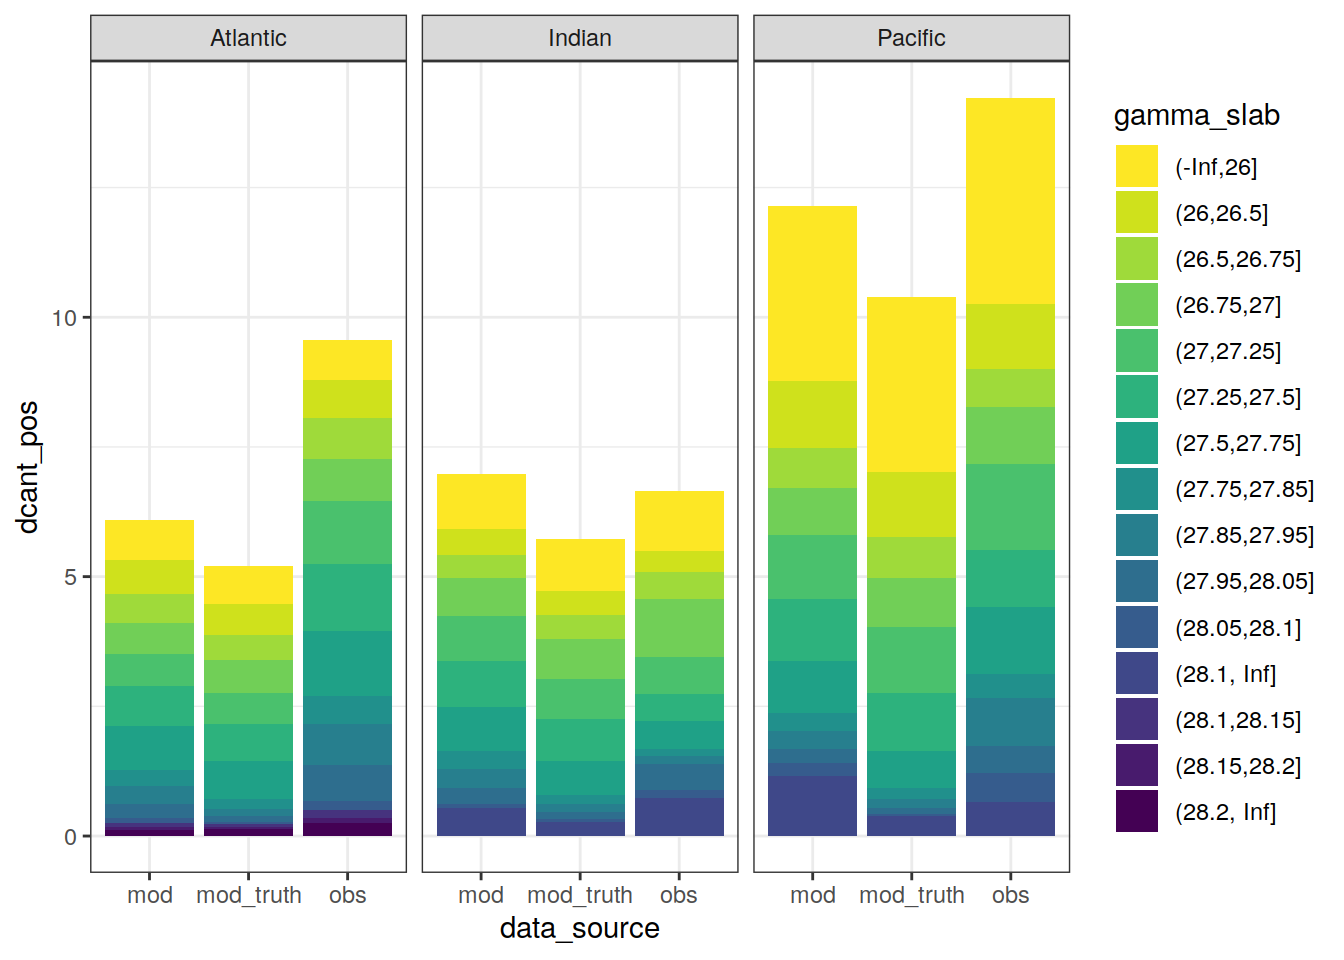 Atlantic
Indian
Pacific
dcant_pos
10
5
0
mod
mod_truth
obs
mod
mod_truth
obs
mod
mod_truth
obs
data_source
gamma_slab
(-Inf,26]
(26,26.5]
(26.5,26.75]
(26.75,27]
(27,27.25]
(27.25,27.5]
(27.5,27.75]
(27.75,27.85]
(27.85,27.95]
(27.95,28.05]
(28.05,28.1]
(28.1, Inf]
(28.1,28.15]
(28.15,28.2]
(28.2, Inf]